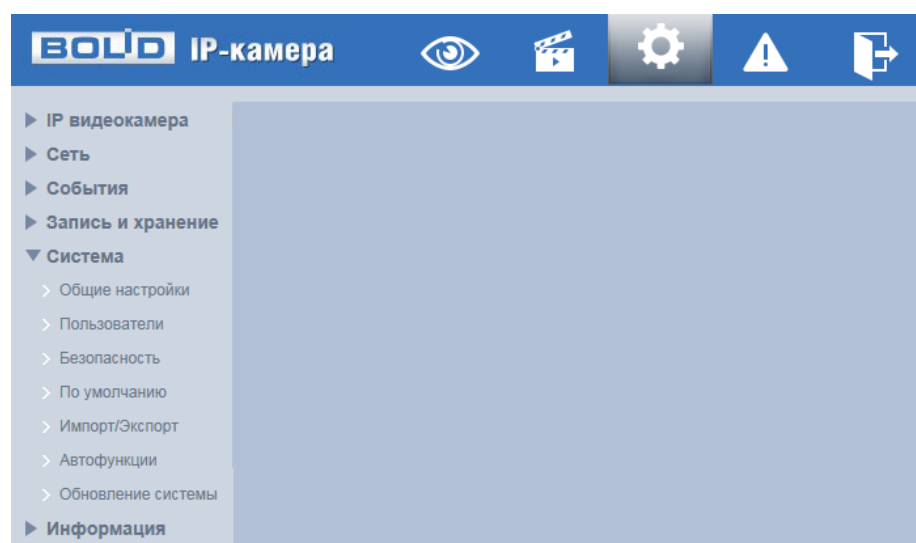 BOLID IP-камера
IP видеокамера
Сеть
События
Запись и хранение
Система
Общие настройки
Пользователи
Безопасность
По умолчанию
Импорт/Экспорт
Автофункции
Обновление системы
Информация